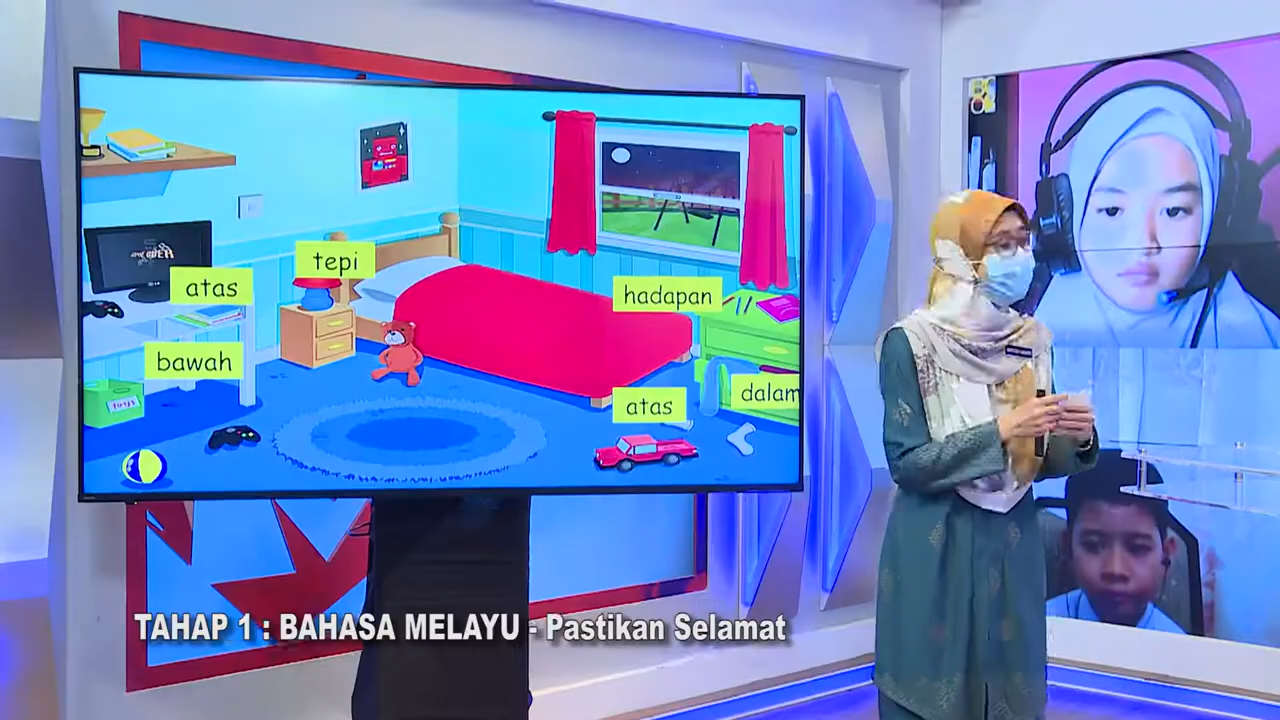 tepi
atas
hadapan
bawah
atas
dalam
toys
TAHAP 1 : BAHASA MELAYU - Pastikan Selamat